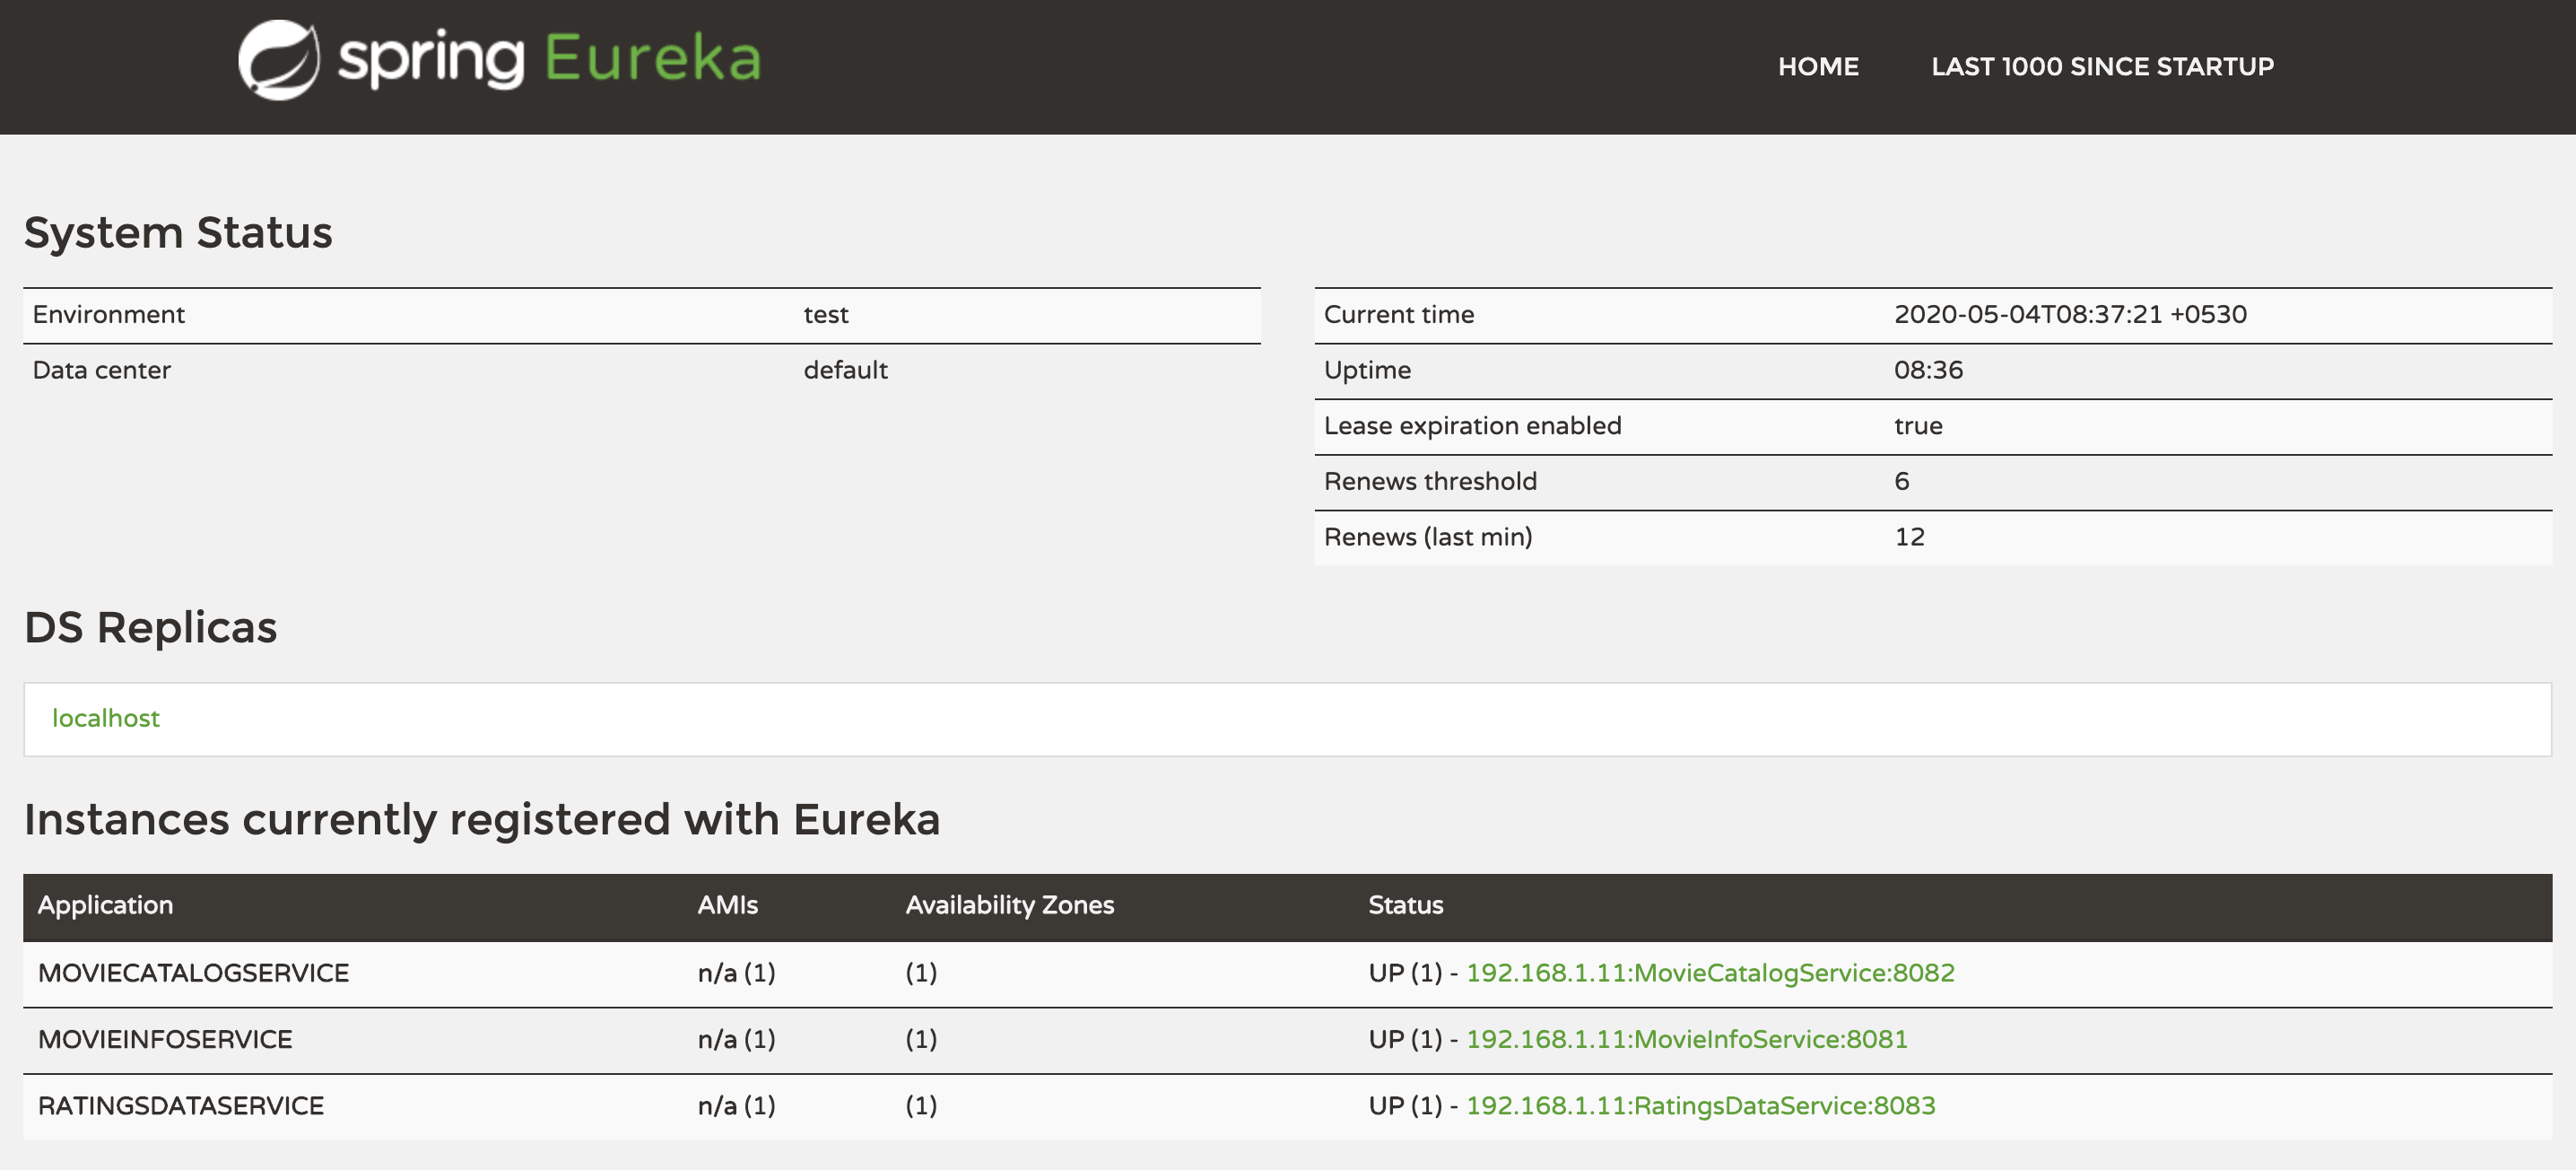 spring Eureka
HOME LAST 1000 SINCE STARTUP
System Status
Environment test
Data center default
Current time 2020-05-04T08:37:21 +0530
Uptime 08:36
Lease expiration enabled true
Renews threshold 6
Renews (last min) 12
DS Replicas
localhost
Instances currently registered with Eureka
Application AMIs Availability Zones Status
MOVIECATALOGSERVICE n/a (1) (1) UP (1) - 192.168.1.11:MovieCatalogService:8082
MOVIEINFOSERVICE n/a (1) (1) UP (1) - 192.168.1.11:MovieInfoService:8081
RATINGSDATASERVICE n/a (1) (1) UP (1) - 192.168.1.11:RatingsDataService:8083